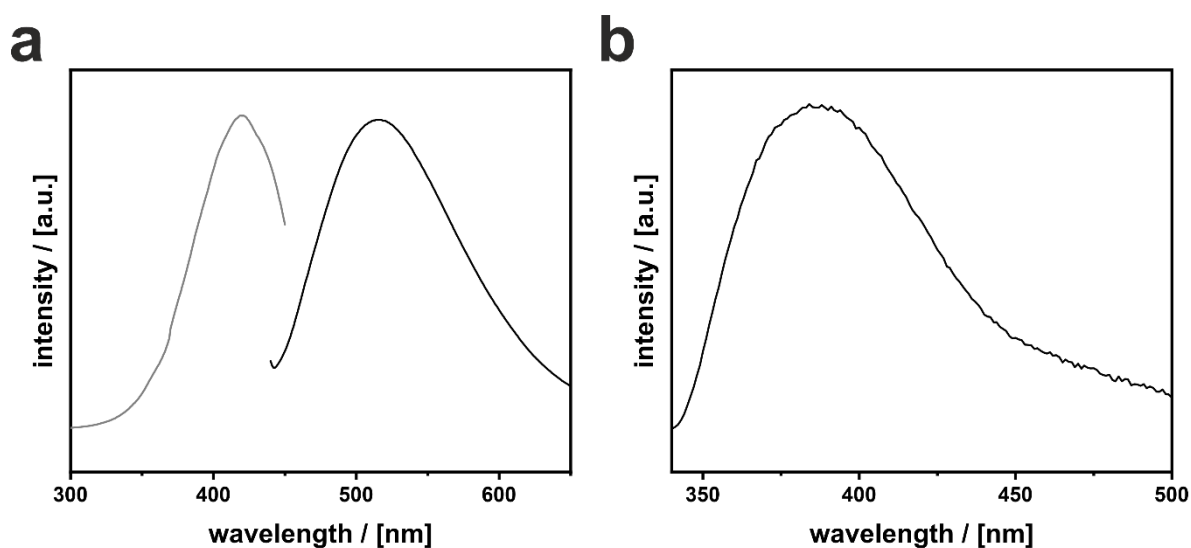 a
b
intensity / [a.u.]
300
400
500
600
wavelength / [nm]
intensity / [a.u.]
350
400
450
500
wavelength / [nm]